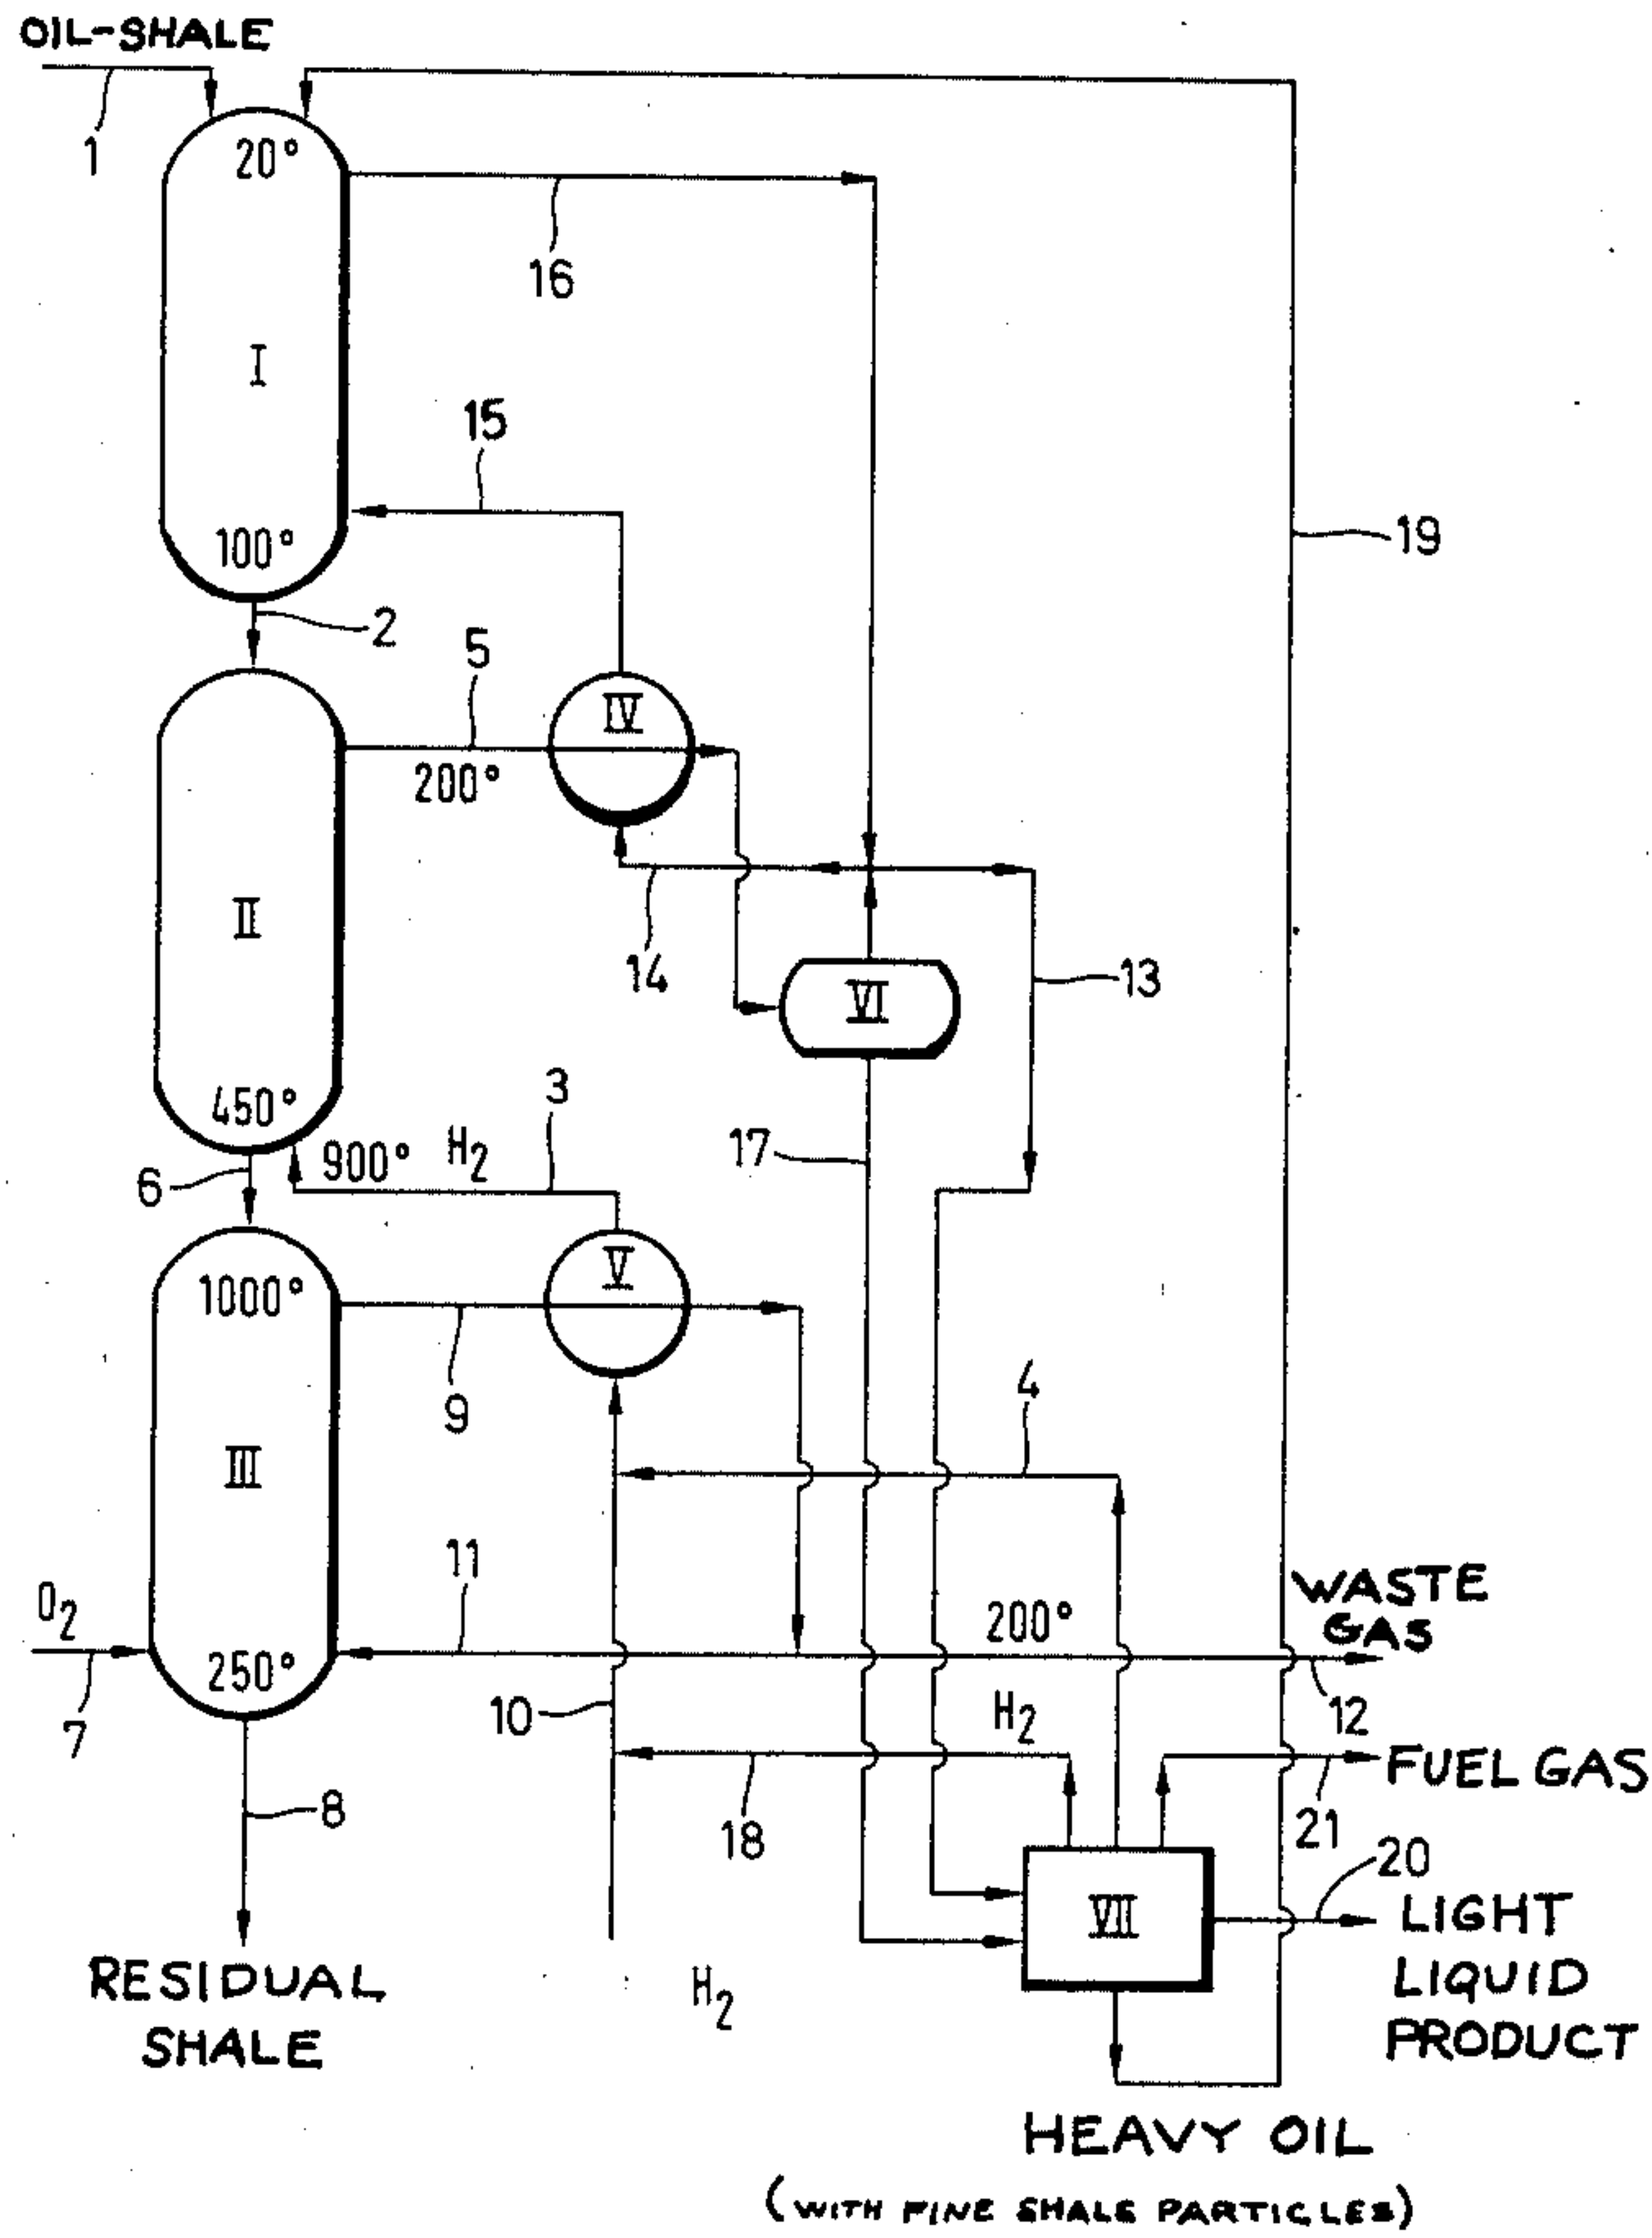 OIL-SHALE
1
20°
16
I
15
19
100°
2
5
IV
200°
II
14
VI
13
450°
3
17
900° H2
6
V
1000°
4
9
III
11
WASTE
GAS
O2
200°
250°
10
H2
12
7
FUEL GAS
8
18
21
20
VII
LIGHT
LIQUID
PRODUCT
RESIDUAL
SHALE
H2
HEAVY OIL
(WITH FINE SHALE PARTICLES)